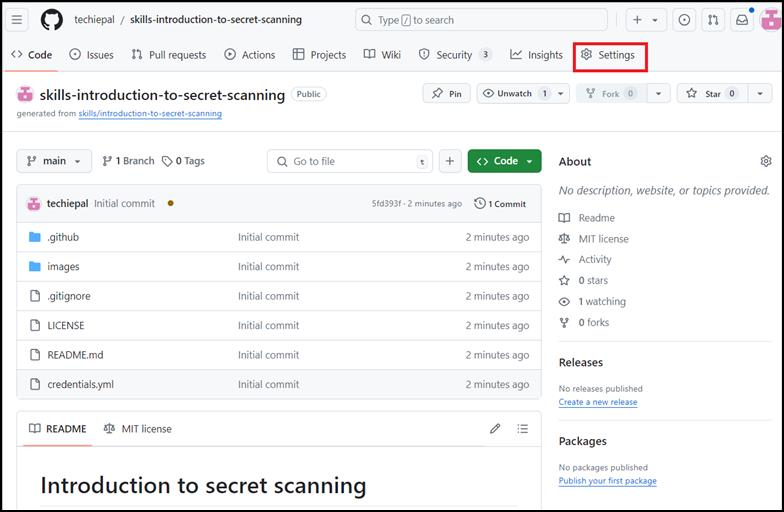 techiepal / skills-introduction-to-secret-scanning
Type / to search
Code Issues Pull requests Actions Projects Wiki Security 3 Insights Settings
skills-introduction-to-secret-scanning Public
generated from skills/introduction-to-secret-scanning
Pin Unwatch 1 Fork 0 Star 0
main 1 Branch 0 Tags Go to file t + Code
techiepal Initial commit 5fd393f · 2 minutes ago 1 Commit
.github Initial commit 2 minutes ago
images Initial commit 2 minutes ago
.gitignore Initial commit 2 minutes ago
LICENSE Initial commit 2 minutes ago
README.md Initial commit 2 minutes ago
credentials.yml Initial commit 2 minutes ago
README MIT license
Introduction to secret scanning
About
No description, website, or topics provided.
Readme
MIT license
Activity
0 stars
1 watching
0 forks
Releases
No releases published
Create a new release
Packages
No packages published
Publish your first package